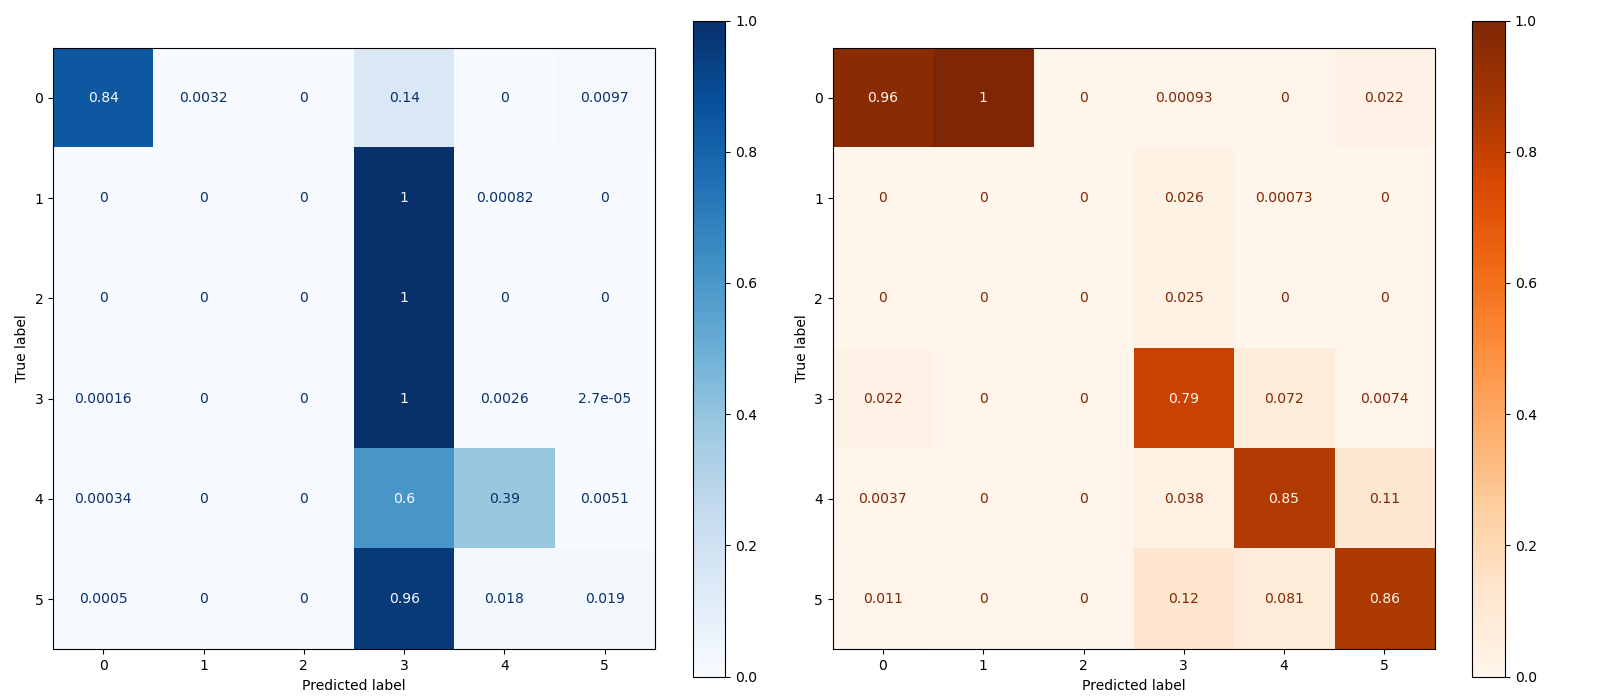 0.84 0.0032 0 0.14 0 0.0097
0 0 0 1 0.00082 0
0 0 0 1 0 0
0.00016 0 0 1 0.0026 2.7e-05
0.00034 0 0 0.6 0.39 0.0051
0.0005 0 0 0.96 0.018 0.019
0
1
2
3
4
5
True label
0 1 2 3 4 5
Predicted label
1.0
0.8
0.6
0.4
0.2
0.0
0.96 1 0 0.00093 0 0.022
0 0 0 0.026 0.00073 0
0 0 0 0.025 0 0
0.022 0 0 0.79 0.072 0.0074
0.0037 0 0 0.038 0.85 0.11
0.011 0 0 0.12 0.081 0.86
0
1
2
3
4
5
True label
0 1 2 3 4 5
Predicted label
1.0
0.8
0.6
0.4
0.2
0.0